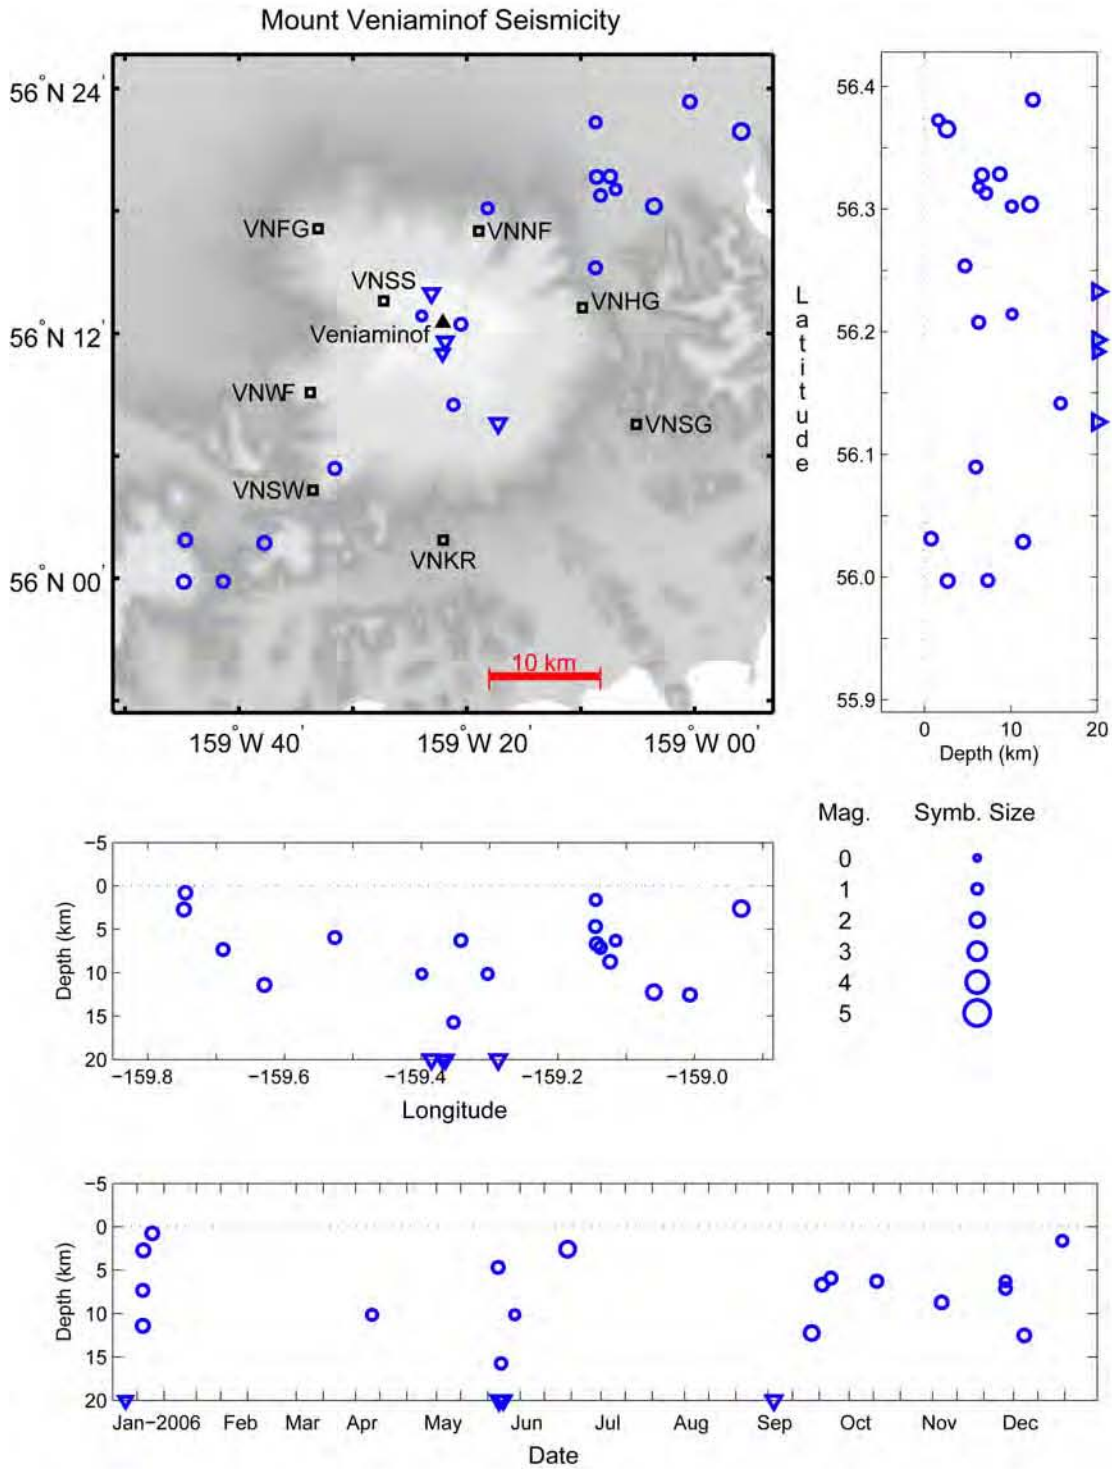 Mount Veniaminof Seismicity
56°N 24'
56°N 12'
56°N 00'
VNFG
VNNF
VNSS
VNHG
Veniaminof
VNWF
VNSG
VNSW
VNKR
10 km
159°W 40'
159°W 20'
159°W 00'
56.4
56.3
56.2
56.1
56.0
55.9
Latitude
0
10
20
Depth (km)
Mag.
Symb. Size
0
1
2
3
4
5
−5
0
5
10
15
20
Depth (km)
−159.8
−159.6
−159.4
−159.2
−159.0
Longitude
−5
0
5
10
15
20
Depth (km)
Jan−2006
Feb
Mar
Apr
May
Jun
Jul
Aug
Sep
Oct
Nov
Dec
Date